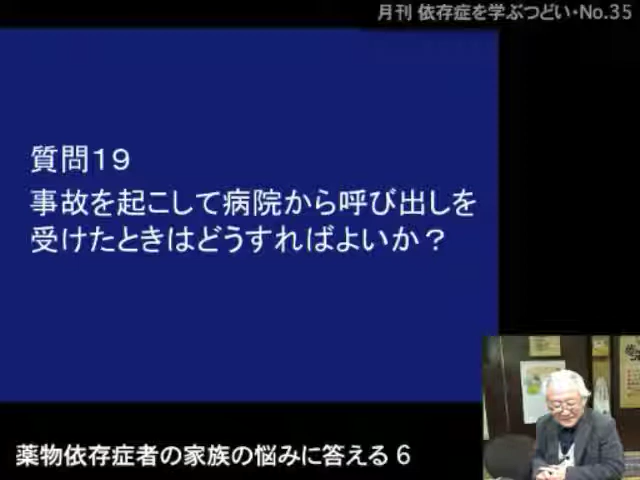 月刊 依存症を学ぶつどい・No.35
質問19
事故を起こして病院から呼び出しを
受けたときはどうすればよいか？
薬物依存症者の家族の悩みに答える 6